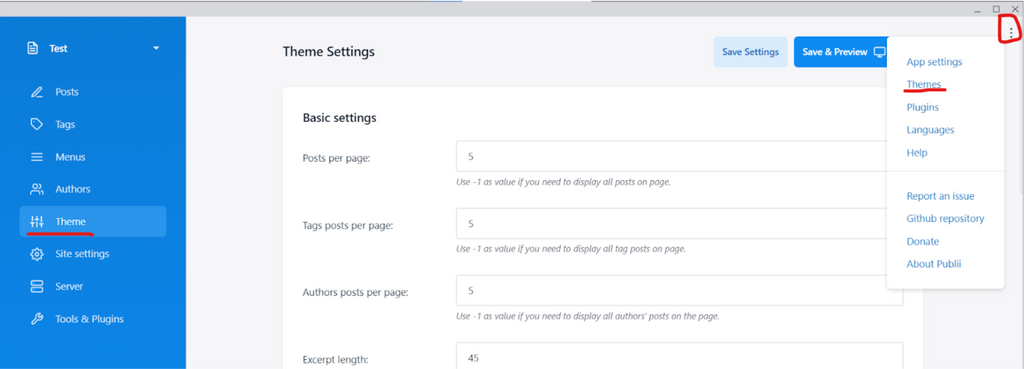 Test
Posts
Tags
Menus
Authors
Theme
Site settings
Server
Tools & Plugins
Theme Settings
Save Settings
Save & Preview
Basic settings
Posts per page:
5
Use -1 as value if you need to display all posts on page.
Tags posts per page:
5
Use -1 as value if you need to display all tag posts on page.
Authors posts per page:
5
Use -1 as value if you need to display all authors' posts on the page.
Excerpt length:
45
App settings
Themes
Plugins
Languages
Help
Report an issue
Github repository
Donate
About Publii